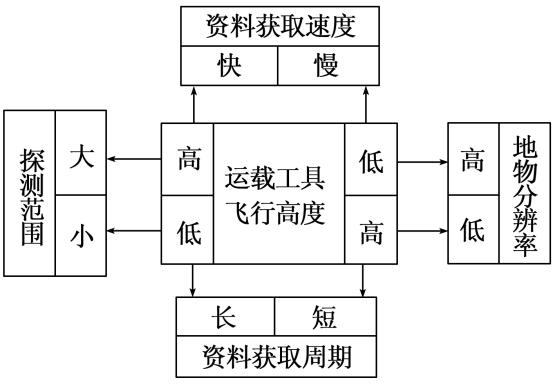 资料获取速度
快 慢
探测范围
大
小
高
低
运载工具
飞行高度
低
高
高
低
地物分辨率
长 短
资料获取周期